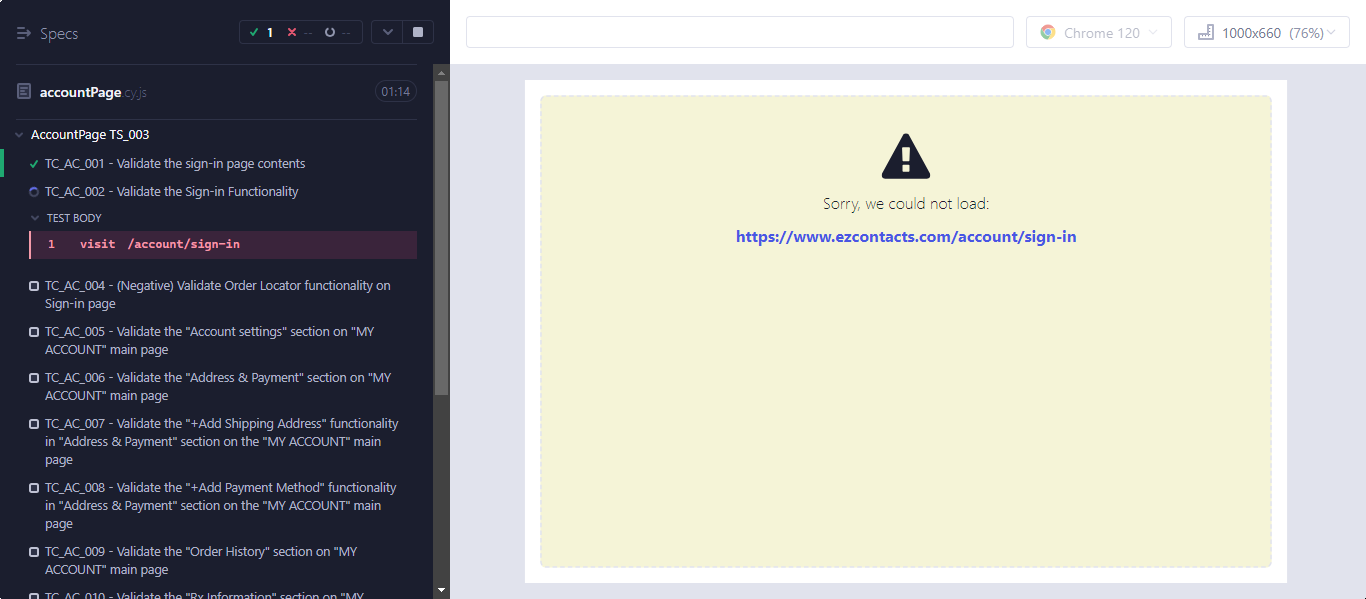 Specs
1
--
--
accountPage.cy.js
01:14
AccountPage TS_003
TC_AC_001 - Validate the sign-in page contents
TC_AC_002 - Validate the Sign-in Functionality
TEST BODY
1 visit /account/sign-in
TC_AC_004 - (Negative) Validate Order Locator functionality on
Sign-in page
TC_AC_005 - Validate the "Account settings" section on "MY
ACCOUNT" main page
TC_AC_006 - Validate the "Address & Payment" section on "MY
ACCOUNT" main page
TC_AC_007 - Validate the "+Add Shipping Address" functionality
in "Address & Payment" section on the "MY ACCOUNT" main
page
TC_AC_008 - Validate the "+Add Payment Method" functionality
in "Address & Payment" section on the "MY ACCOUNT" main
page
TC_AC_009 - Validate the "Order History" section on "MY
ACCOUNT" main page
TC_AC_010 - Validate the "Rx Information" section on "MY
Chrome 120
1000x660 (76%)
Sorry, we could not load:
https://www.ezcontacts.com/account/sign-in